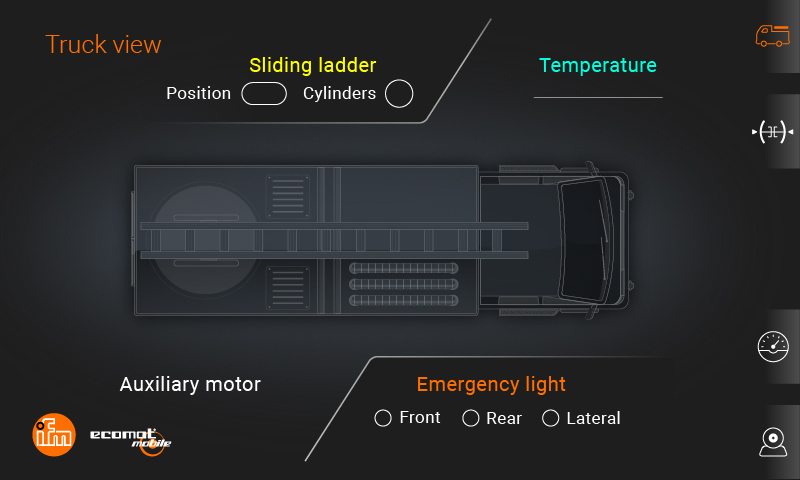 Truck view
Sliding ladder
Position Cylinders
Temperature
Auxiliary motor
Emergency light
Front Rear Lateral
ifm ecomat
mobile